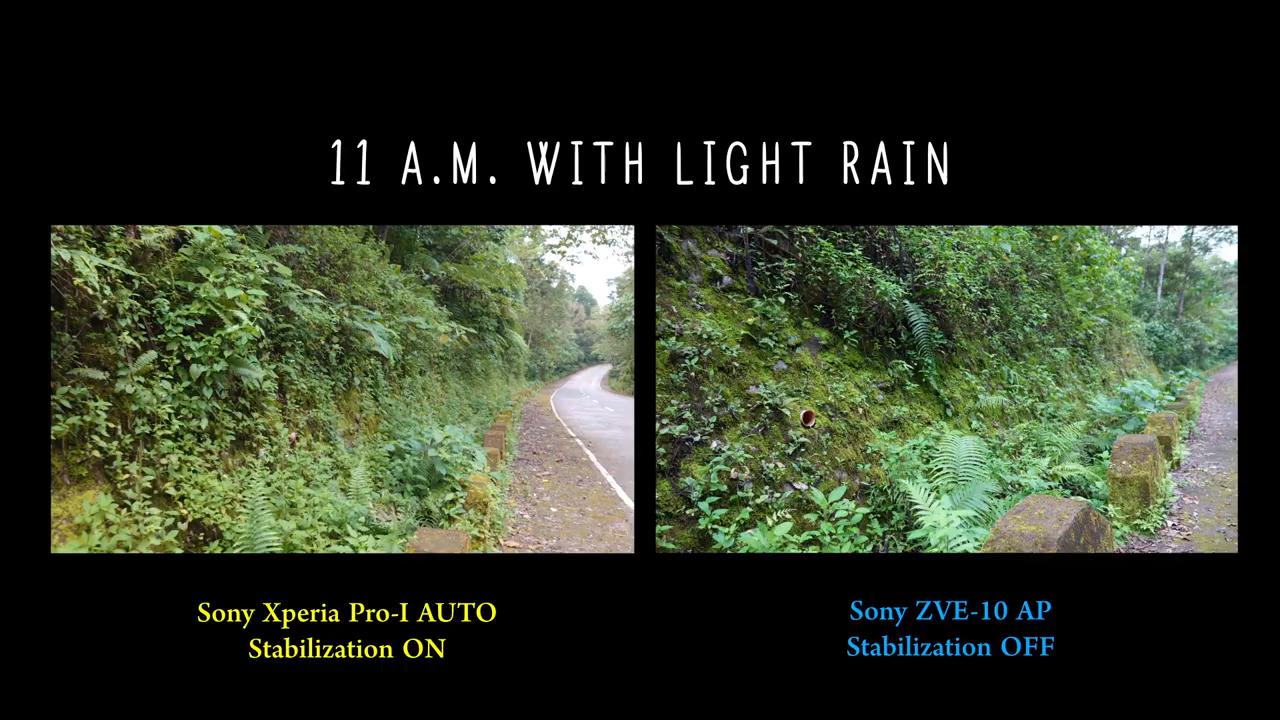 11 A.M. WITH LIGHT RAIN
Sony Xperia Pro-I AUTO
Stabilization ON
Sony ZVE-10 AP
Stabilization OFF